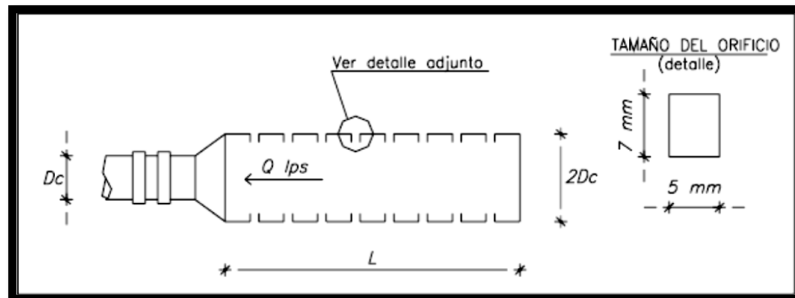 Ver detalle adjunto
TAMAÑO DEL ORIFICIO
(detalle)
7 mm
5 mm
Dc
Q lps
2Dc
L